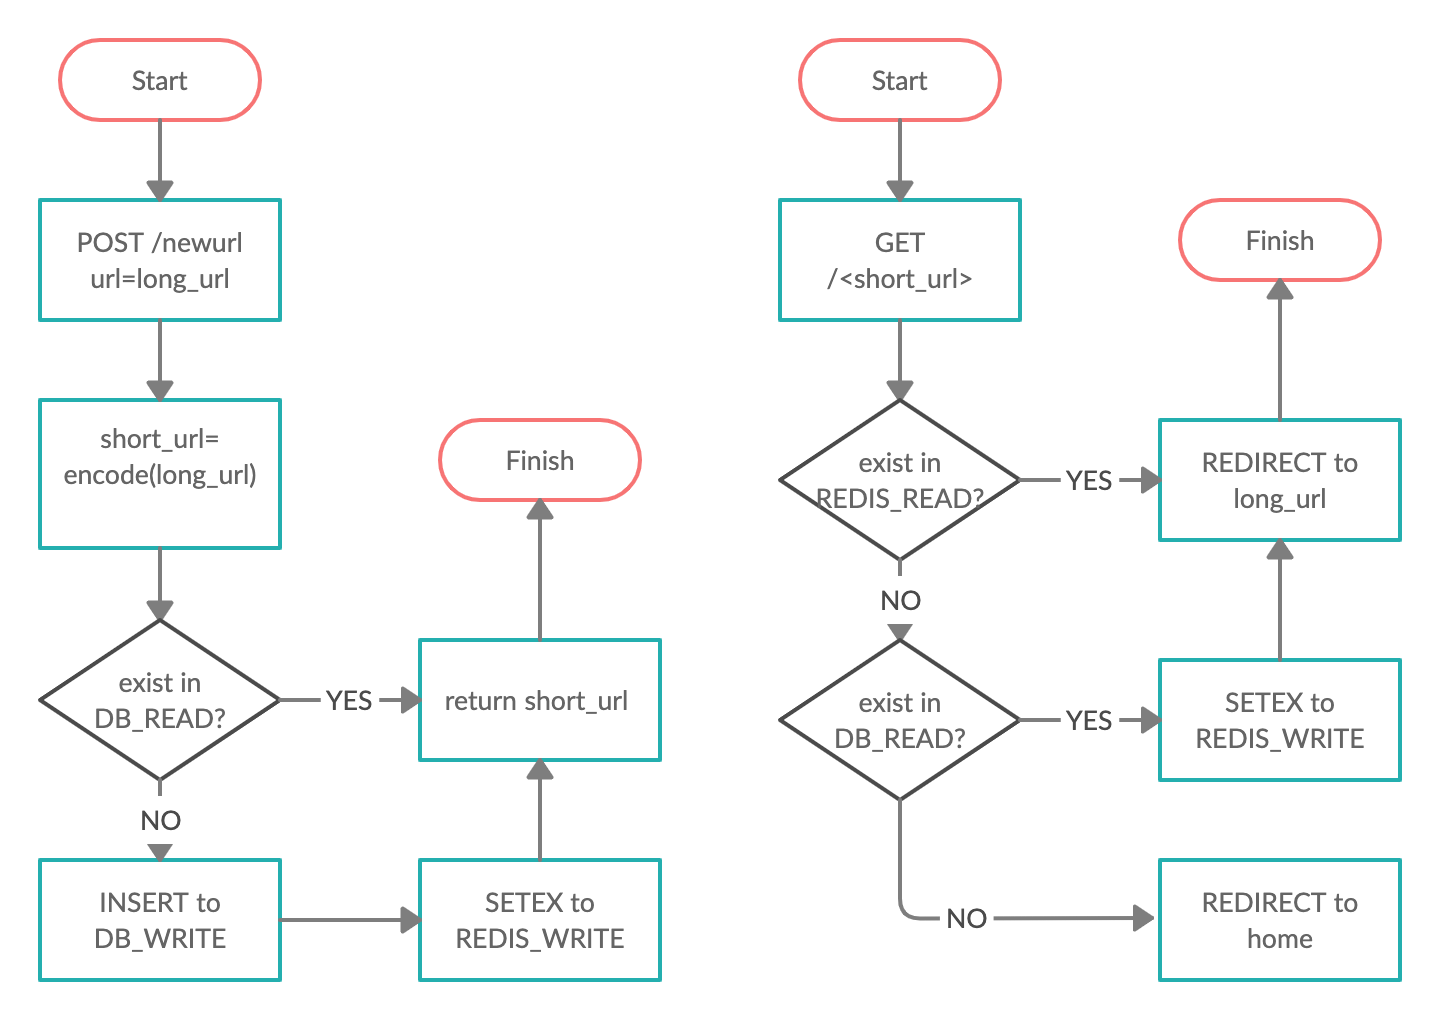 Start
POST /newurl
url=long_url
short_url=
encode(long_url)
exist in
DB_READ?
YES
NO
INSERT to
DB_WRITE
SETEX to
REDIS_WRITE
return short_url
Finish
Start
GET
/<short_url>
exist in
REDIS_READ?
YES
NO
exist in
DB_READ?
YES
NO
SETEX to
REDIS_WRITE
REDIRECT to
long_url
Finish
REDIRECT to
home